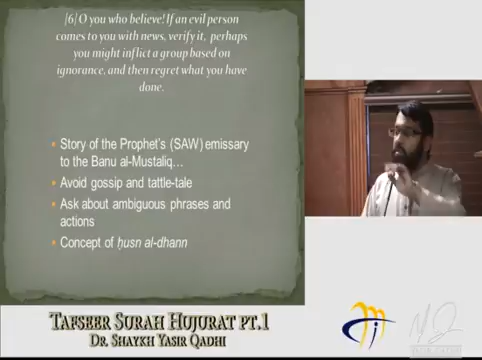 [6]O you who believe! If an evil person
comes to you with news, verify it, perhaps
you might inflict a group based on
ignorance, and then regret what you have
done.
Story of the Prophet's (SAW) emissary
to the Banu al-Mustaliq...
Avoid gossip and tattle-tale
Ask about ambiguous phrases and
actions
Concept of ḥusn al-dhann
TAFSEER SURAH HUJURAT PT.1
DR. SHAYKH YASIR QADHI